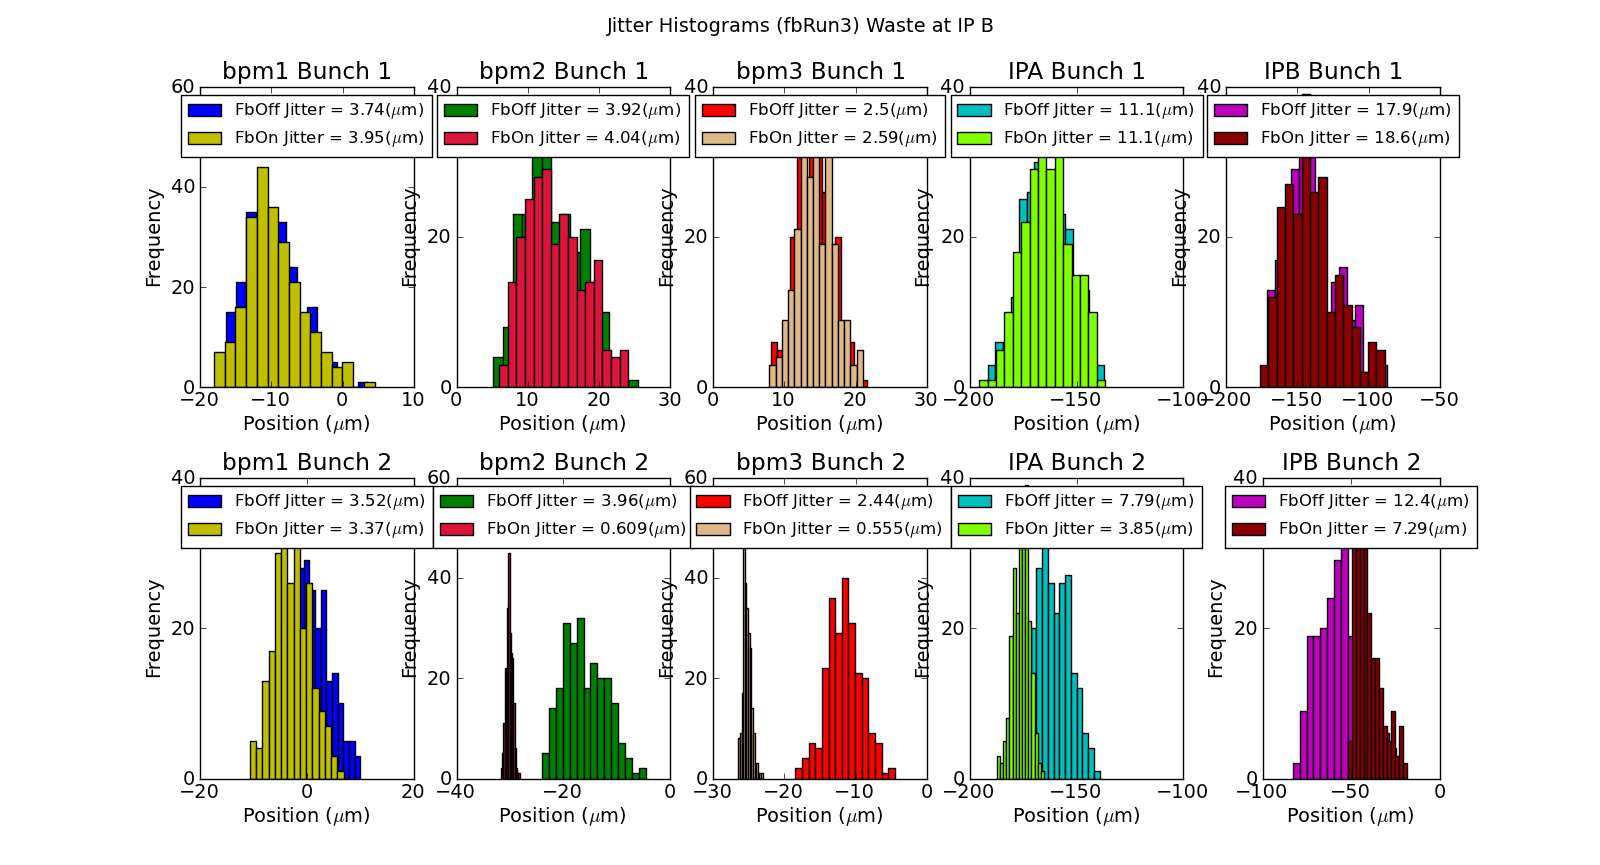 Jitter Histograms (fbRun3) Waste at IP B
bpm1 Bunch 1
60
FbOff Jitter = 3.74(μm)
FbOn Jitter = 3.95(μm)
40
20
0
Frequency
−20 −10 0 10
Position (μm)
bpm2 Bunch 1
40
FbOff Jitter = 3.92(μm)
FbOn Jitter = 4.04(μm)
20
0
Frequency
0 10 20 30
Position (μm)
bpm3 Bunch 1
40
FbOff Jitter = 2.5(μm)
FbOn Jitter = 2.59(μm)
20
0
Frequency
0 10 20 30
Position (μm)
IPA Bunch 1
40
FbOff Jitter = 11.1(μm)
FbOn Jitter = 11.1(μm)
20
0
Frequency
−200 −150 −100
Position (μm)
IPB Bunch 1
40
FbOff Jitter = 17.9(μm)
FbOn Jitter = 18.6(μm)
20
0
Frequency
−200 −150 −100 −50
Position (μm)
bpm1 Bunch 2
40
FbOff Jitter = 3.52(μm)
FbOn Jitter = 3.37(μm)
20
0
Frequency
−20 0 20
Position (μm)
bpm2 Bunch 2
60
FbOff Jitter = 3.96(μm)
FbOn Jitter = 0.609(μm)
40
20
0
Frequency
−40 −20 0
Position (μm)
bpm3 Bunch 2
60
FbOff Jitter = 2.44(μm)
FbOn Jitter = 0.555(μm)
40
20
0
Frequency
−30 −20 −10 0
Position (μm)
IPA Bunch 2
40
FbOff Jitter = 7.79(μm)
FbOn Jitter = 3.85(μm)
20
0
Frequency
−200 −150 −100
Position (μm)
IPB Bunch 2
40
FbOff Jitter = 12.4(μm)
FbOn Jitter = 7.29(μm)
20
0
Frequency
−100 −50 0
Position (μm)